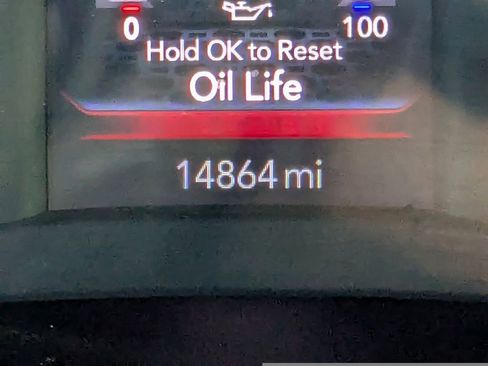 0 100
Hold OK to Reset
Oil Life
14864 mi